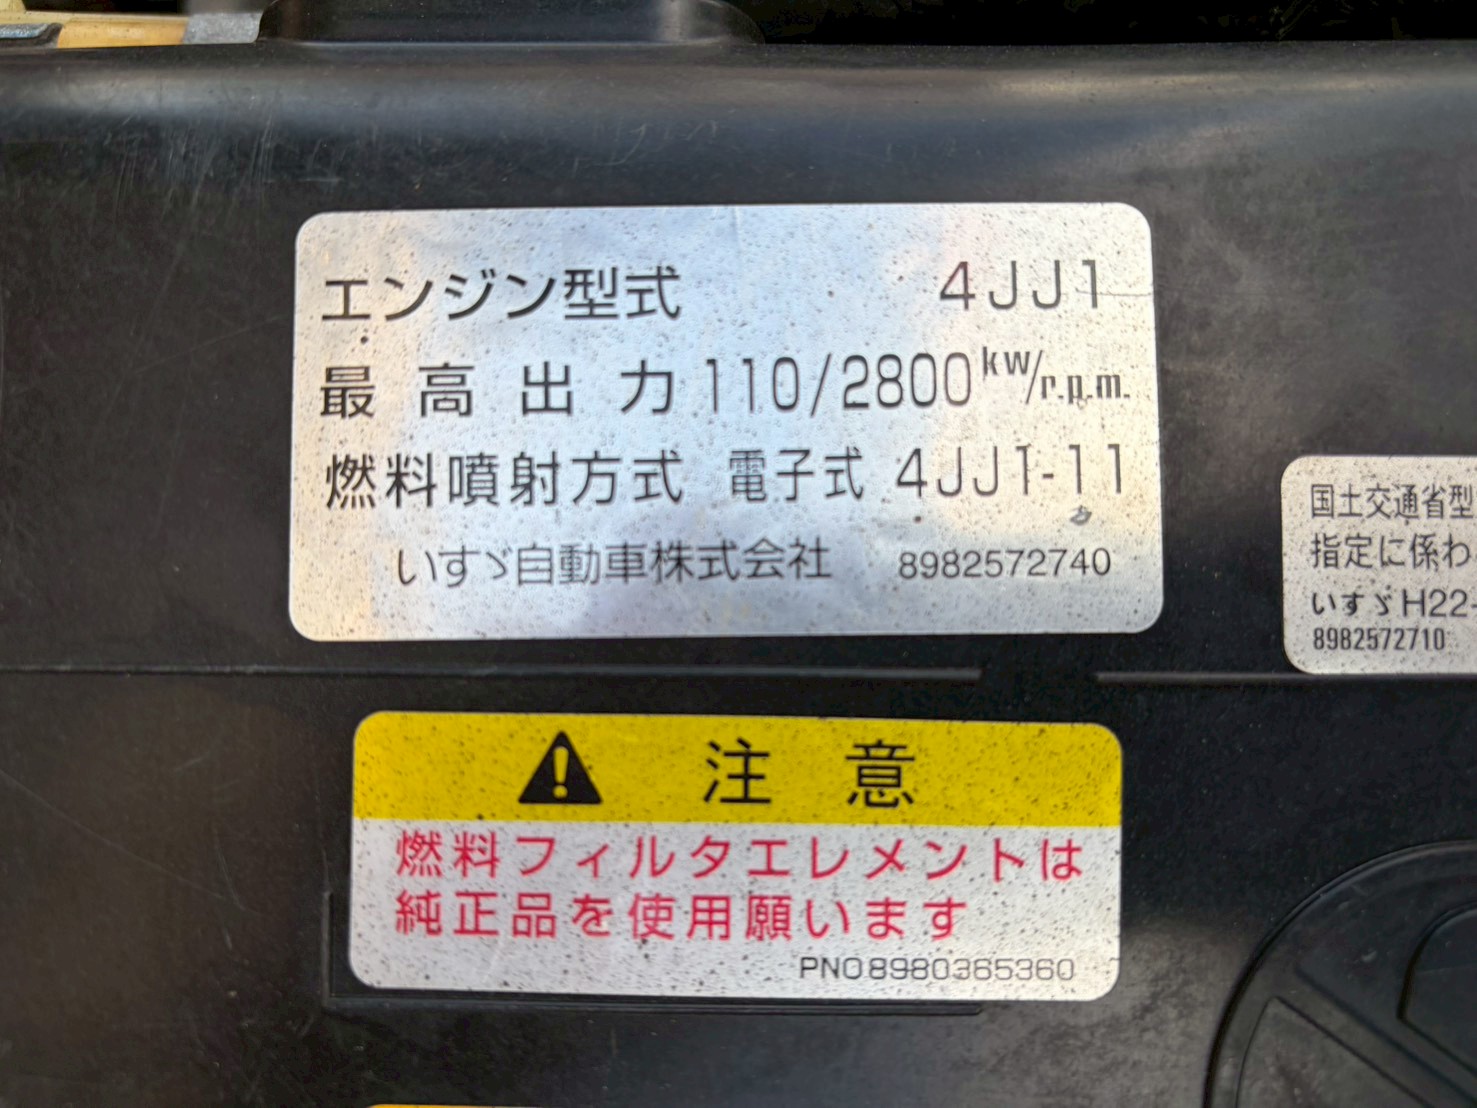 エンジン型式 4JJ1
最高出力 110/2800 kw/r.p.m.
燃料噴射方式 電子式 4JJ1-11
いすゞ自動車株式会社 8982572740
国土交通省型
指定に係わ
いすゞH22-
8982572710
注意
燃料フィルタエレメントは
純正品を使用願います
PNO8980365360